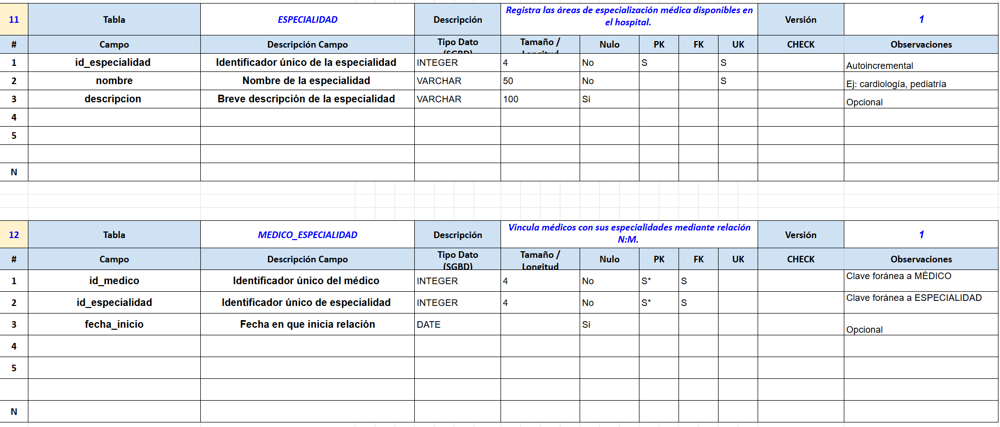 11 Tabla ESPECIALIDAD Descripción Registra las áreas de especialización médica disponibles en el hospital. Versión 1
# Campo Descripción Campo Tipo Dato (SGBD) Tamaño / Longitud Nulo PK FK UK CHECK Observaciones
1 id_especialidad Identificador único de la especialidad INTEGER 4 No S S Autoincremental
2 nombre Nombre de la especialidad VARCHAR 50 No S Ej: cardiología, pediatría
3 descripcion Breve descripción de la especialidad VARCHAR 100 Si Opcional
4
5
N
12 Tabla MEDICO_ESPECIALIDAD Descripción Vincula médicos con sus especialidades mediante relación N:M. Versión 1
# Campo Descripción Campo Tipo Dato (SGBD) Tamaño / Longitud Nulo PK FK UK CHECK Observaciones
1 id_medico Identificador único del médico INTEGER 4 No S* S Clave foránea a MÉDICO
2 id_especialidad Identificador único de especialidad INTEGER 4 No S* S Clave foránea a ESPECIALIDAD
3 fecha_inicio Fecha en que inicia relación DATE Si Opcional
4
5
N